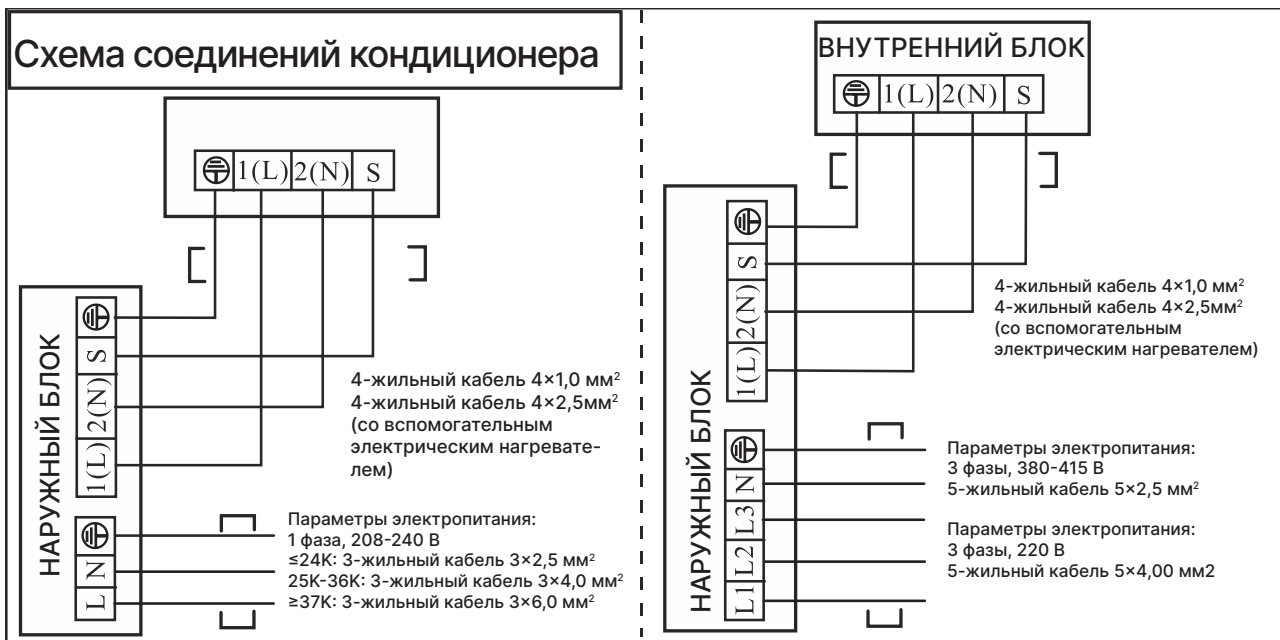 Схема соединений кондиционера
1(L) 2(N) S
НАРУЖНЫЙ БЛОК
S
2(N)
1(L)
N
L
4-жильный кабель 4×1,0 мм²
4-жильный кабель 4×2,5мм²
(со вспомогательным
электрическим нагревате-
лем)
Параметры электропитания:
1 фаза, 208-240 В
≤24K: 3-жильный кабель 3×2,5 мм²
25K-36K: 3-жильный кабель 3×4,0 мм²
≥37K: 3-жильный кабель 3×6,0 мм²
ВНУТРЕННИЙ БЛОК
1(L) 2(N) S
НАРУЖНЫЙ БЛОК
S
2(N)
1(L)
N
L3
L2
L1
4-жильный кабель 4×1,0 мм²
4-жильный кабель 4×2,5мм²
(со вспомогательным
электрическим нагревателем)
Параметры электропитания:
3 фазы, 380-415 В
5-жильный кабель 5×2,5 мм²
Параметры электропитания:
3 фазы, 220 В
5-жильный кабель 5×4,00 мм2